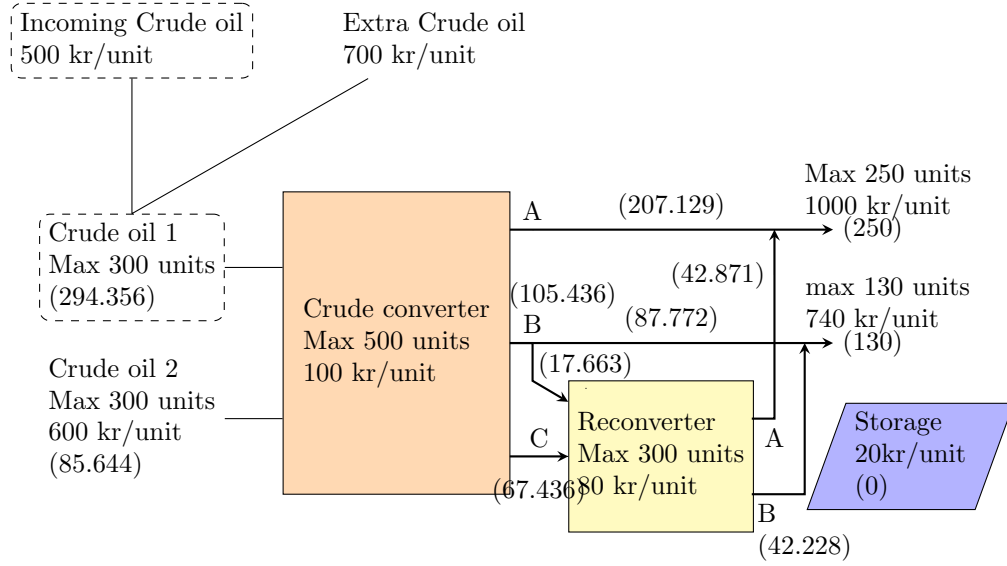 Incoming Crude oil
500 kr/unit
Extra Crude oil
700 kr/unit
Crude oil 1
Max 300 units
(294.356)
Crude oil 2
Max 300 units
600 kr/unit
(85.644)
Crude converter
Max 500 units
100 kr/unit
A
(207.129)
Max 250 units
1000 kr/unit
(250)
(42.871)
(105.436)
B
(87.772)
max 130 units
740 kr/unit
(130)
(17.663)
C
(67.436)
Reconverter
Max 300 units
80 kr/unit
A
B
(42.228)
Storage
20kr/unit
(0)